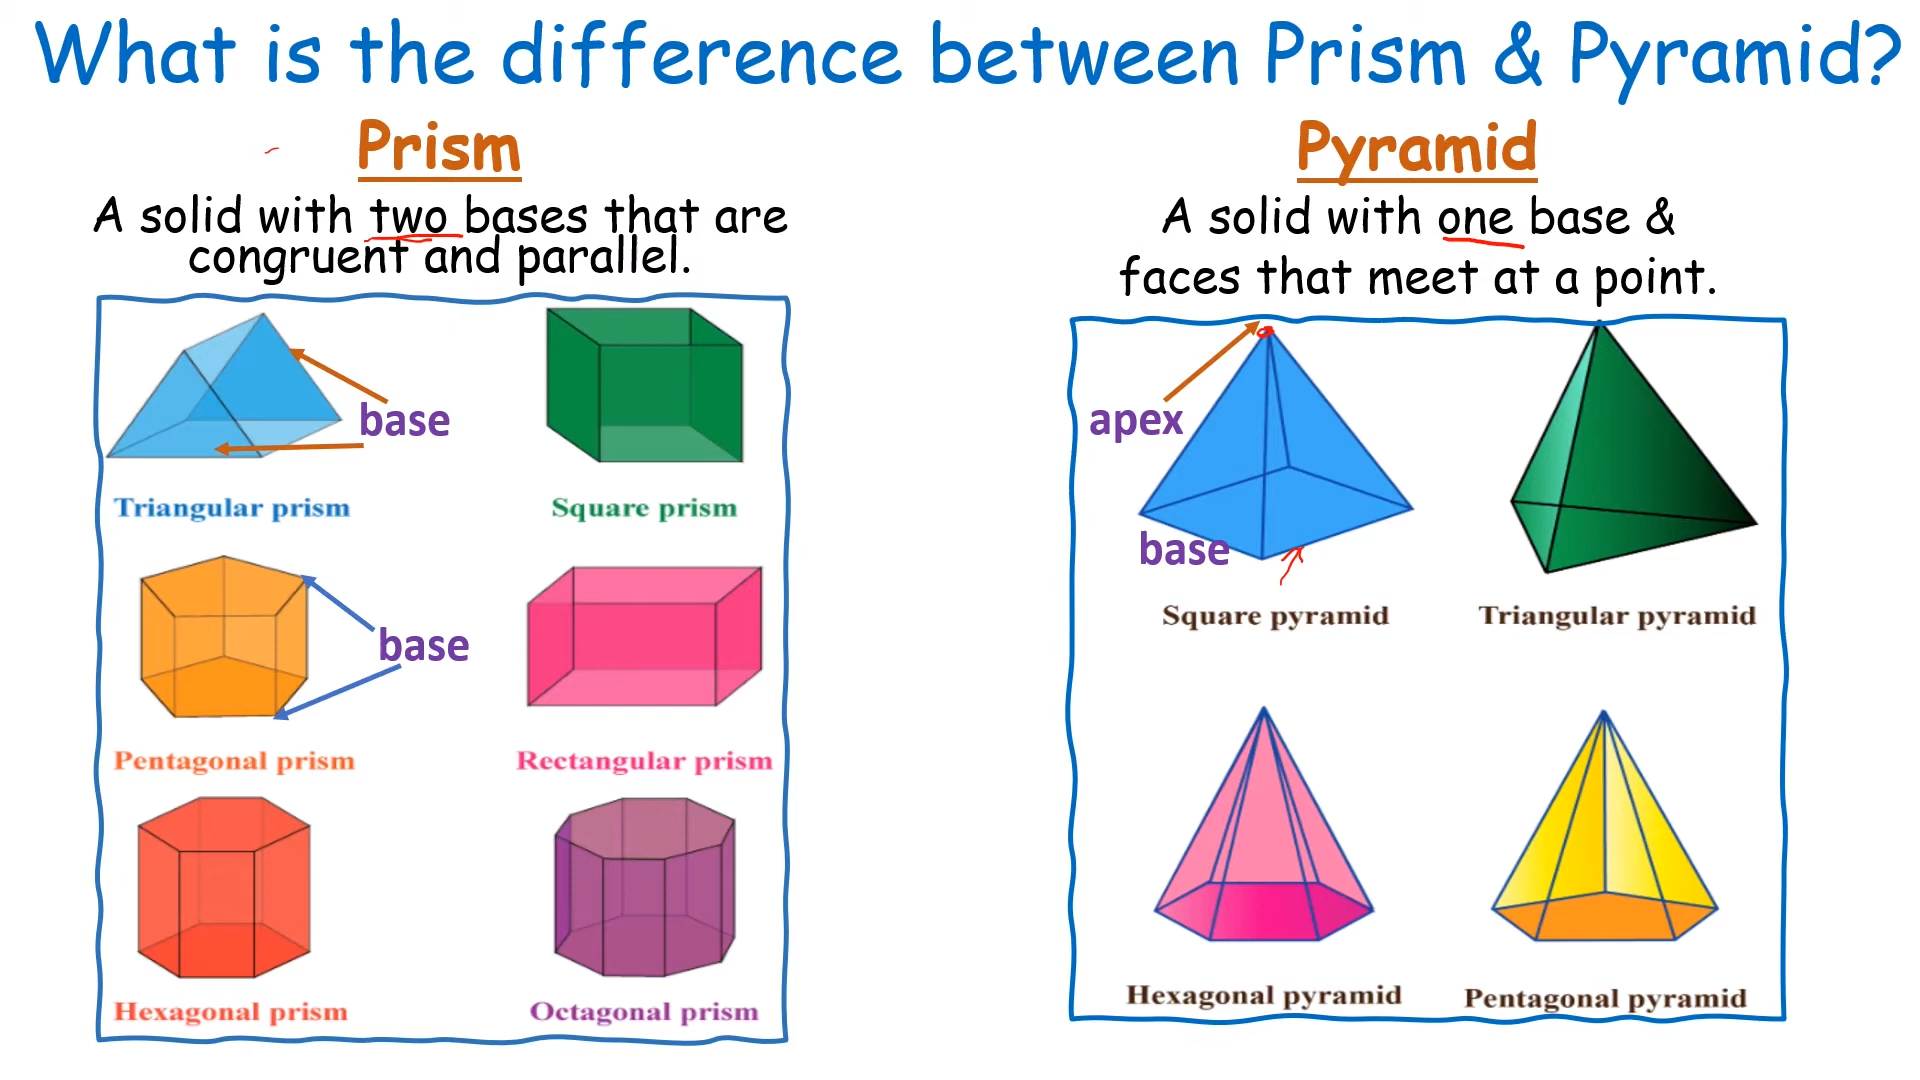 What is the difference between Prism & Pyramid?
Prism
A solid with two bases that are
congruent and parallel.
base
Triangular prism
Square prism
base
Pentagonal prism
Rectangular prism
Hexagonal prism
Octagonal prism
Pyramid
A solid with one base &
faces that meet at a point.
apex
base
Square pyramid
Triangular pyramid
Hexagonal pyramid
Pentagonal pyramid